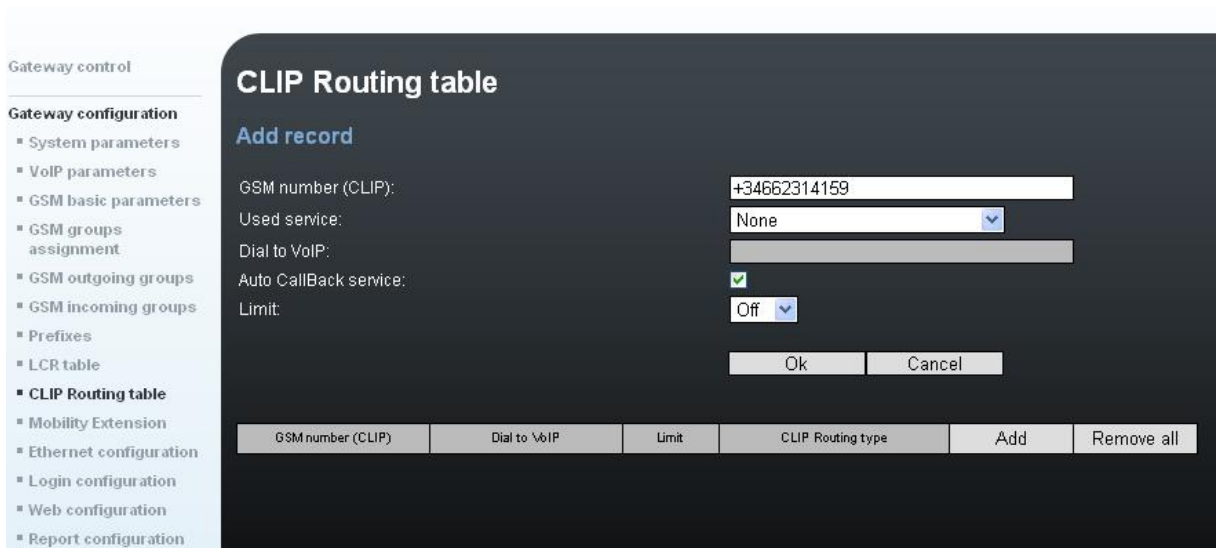 Gateway control
Gateway configuration
System parameters
VoIP parameters
GSM basic parameters
GSM groups
assignment
GSM outgoing groups
GSM incoming groups
Prefixes
LCR table
CLIP Routing table
Mobility Extension
Ethernet configuration
Login configuration
Web configuration
Report configuration
CLIP Routing table
Add record
GSM number (CLIP): +34662314159
Used service: None
Dial to VoIP:
Auto CallBack service:
Limit: Off
Ok Cancel
GSM number (CLIP) Dial to VoIP Limit CLIP Routing type Add Remove all